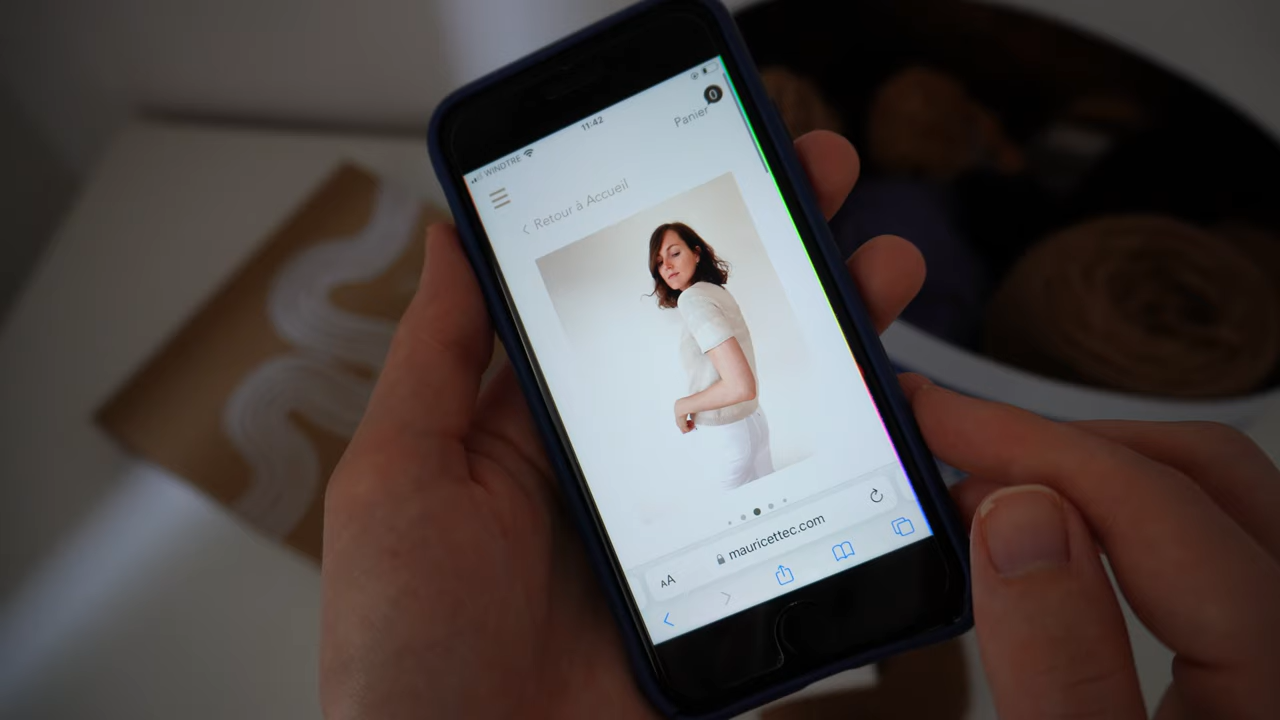 WINDTRE
11:42
Panier
0
< Retour à Accueil
AA
mauricettec.com